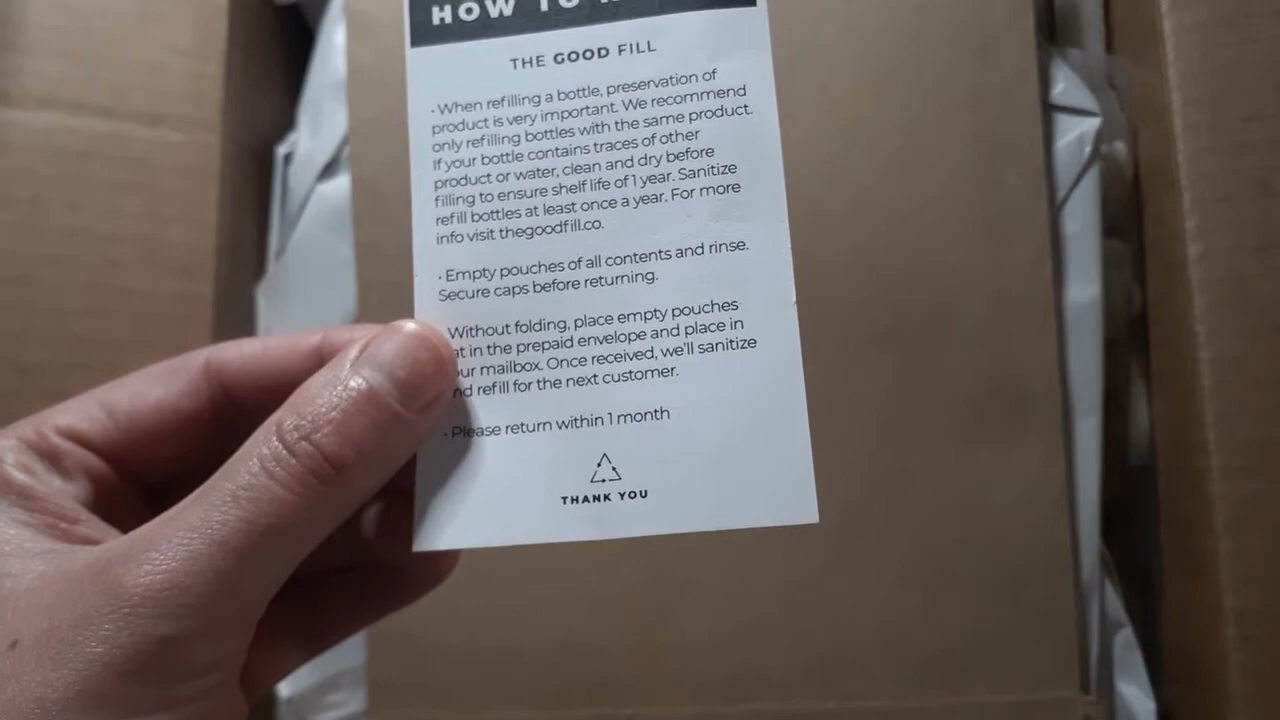 HOW TO
THE GOOD FILL
• When refilling a bottle, preservation of
product is very important. We recommend
only refilling bottles with the same product.
If your bottle contains traces of other
product or water, clean and dry before
filling to ensure shelf life of 1 year. Sanitize
refill bottles at least once a year. For more
info visit thegoodfill.co.
• Empty pouches of all contents and rinse.
Secure caps before returning.
Without folding, place empty pouches
at in the prepaid envelope and place in
ur mailbox. Once received, we'll sanitize
nd refill for the next customer.
• Please return within 1 month
THANK YOU